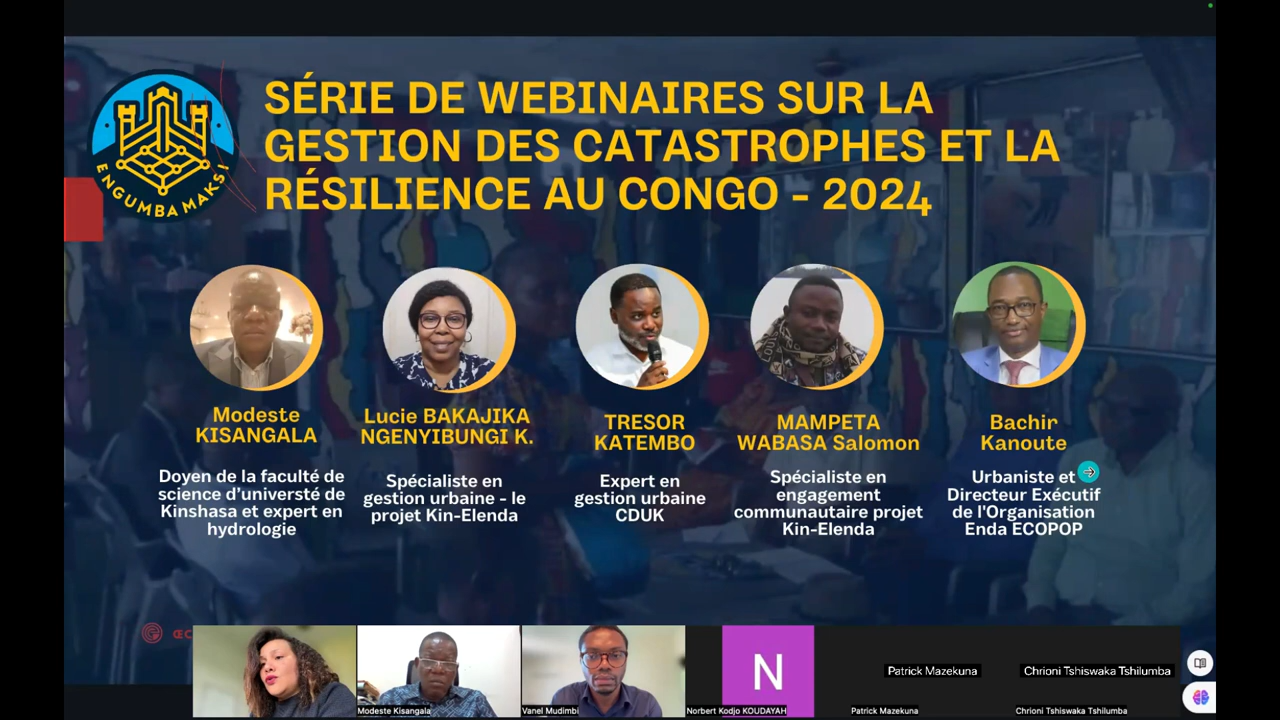 SÉRIE DE WEBINAIRES SUR LA
GESTION DES CATASTROPHES ET LA
RÉSILIENCE AU CONGO - 2024
ENGUMBA MAKSI
Modeste
KISANGALA
Doyen de la faculté de
science d'universté de
Kinshasa et expert en
hydrologie
Lucie BAKAJIKA
NGENYIBUNGI K.
Spécialiste en
gestion urbaine - le
projet Kin-Elenda
TRESOR
KATEMBO
Expert en
gestion urbaine
CDUK
MAMPETA
WABASA Salomon
Spécialiste en
engagement
communautaire projet
Kin-Elenda
Bachir
Kanoute
Urbaniste et
Directeur Exécutif
de l'Organisation
Enda ECOPOP
N
Patrick Mazekuna
Chrioni Tshiswaka Tshilumba
Modeste Kisangala
Vanel Mudimbi
Norbert Kodjo KOUDAYAH
Patrick Mazekuna
Chrioni Tshiswaka Tshilumba